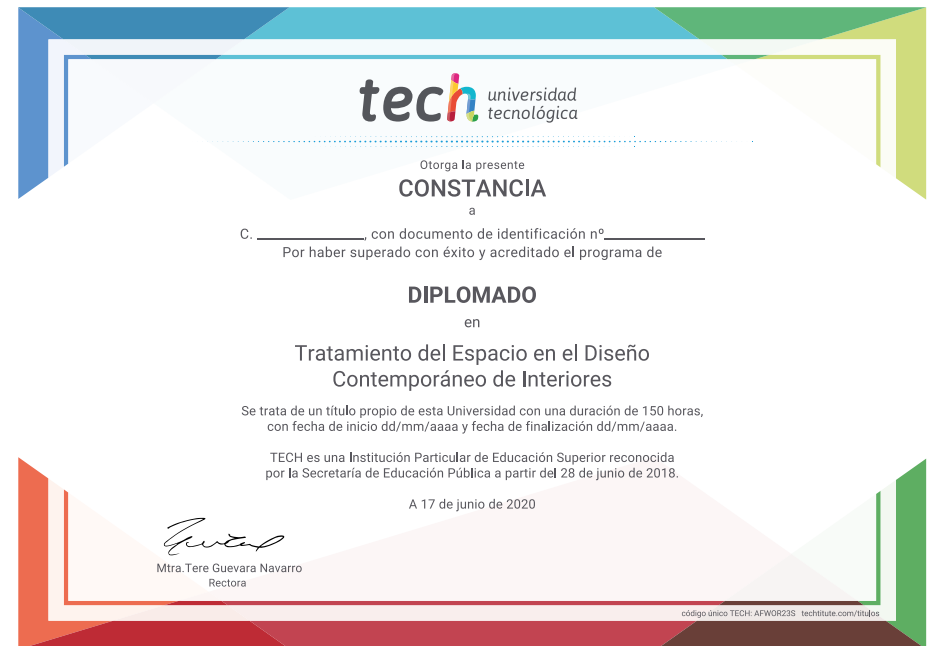 tech universidad
tecnológica
Otorga la presente
CONSTANCIA
a
C. ________________, con documento de identificación nº_______________
Por haber superado con éxito y acreditado el programa de
DIPLOMADO
en
Tratamiento del Espacio en el Diseño
Contemporáneo de Interiores
Se trata de un título propio de esta Universidad con una duración de 150 horas,
con fecha de inicio dd/mm/aaaa y fecha de finalización dd/mm/aaaa.
TECH es una Institución Particular de Educación Superior reconocida
por la Secretaría de Educación Pública a partir del 28 de junio de 2018.
A 17 de junio de 2020
Mtra.Tere Guevara Navarro
Rectora
código único TECH: AFWOR23S techtitute.com/titulos